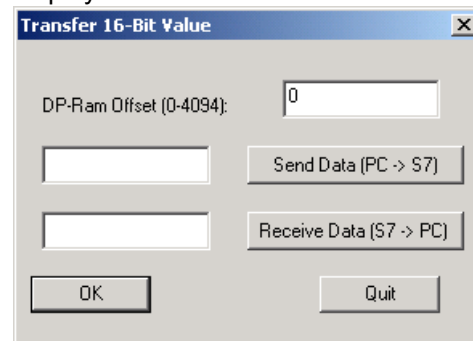 Transfer 16-Bit Value
DP-Ram Offset (0-4094):
0
Send Data (PC -> S7)
Receive Data (S7 -> PC)
OK
Quit